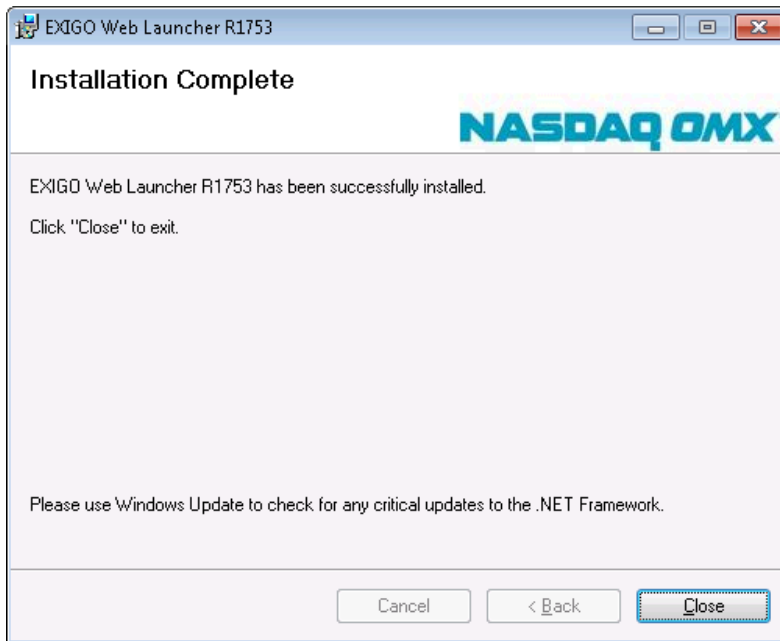 EXIGO Web Launcher R1753
Installation Complete
NASDAQ OMX
EXIGO Web Launcher R1753 has been successfully installed.
Click "Close" to exit.
Please use Windows Update to check for any critical updates to the .NET Framework.
Cancel
< Back
Close